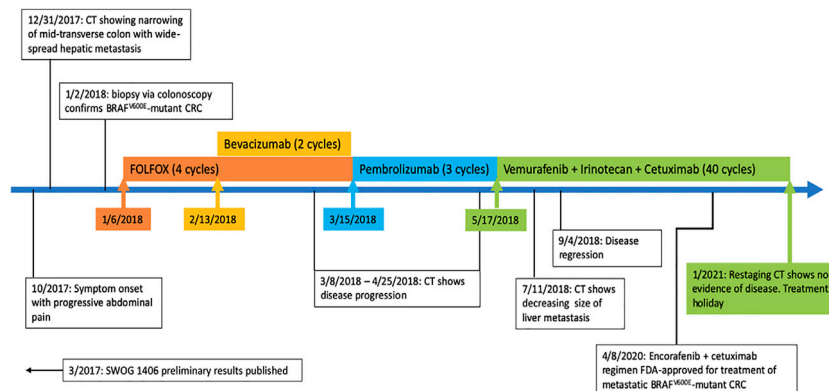 12/31/2017: CT showing narrowing
of mid-transverse colon with wide-
spread hepatic metastasis
1/2/2018: biopsy via colonoscopy
confirms BRAFV600E-mutant CRC
Bevacizumab (2 cycles)
FOLFOX (4 cycles)
Pembrolizumab (3 cycles)
Vemurafenib + Irinotecan + Cetuximab (40 cycles)
1/6/2018
2/13/2018
3/15/2018
5/17/2018
10/2017: Symptom onset
with progressive abdominal
pain
3/8/2018 – 4/25/2018: CT shows
disease progression
9/4/2018: Disease
regression
7/11/2018: CT shows
decreasing size of
liver metastasis
1/2021: Restaging CT shows no
evidence of disease. Treatment
holiday
3/2017: SWOG 1406 preliminary results published
4/8/2020: Encorafenib + cetuximab
regimen FDA-approved for treatment of
metastatic BRAFV600E-mutant CRC